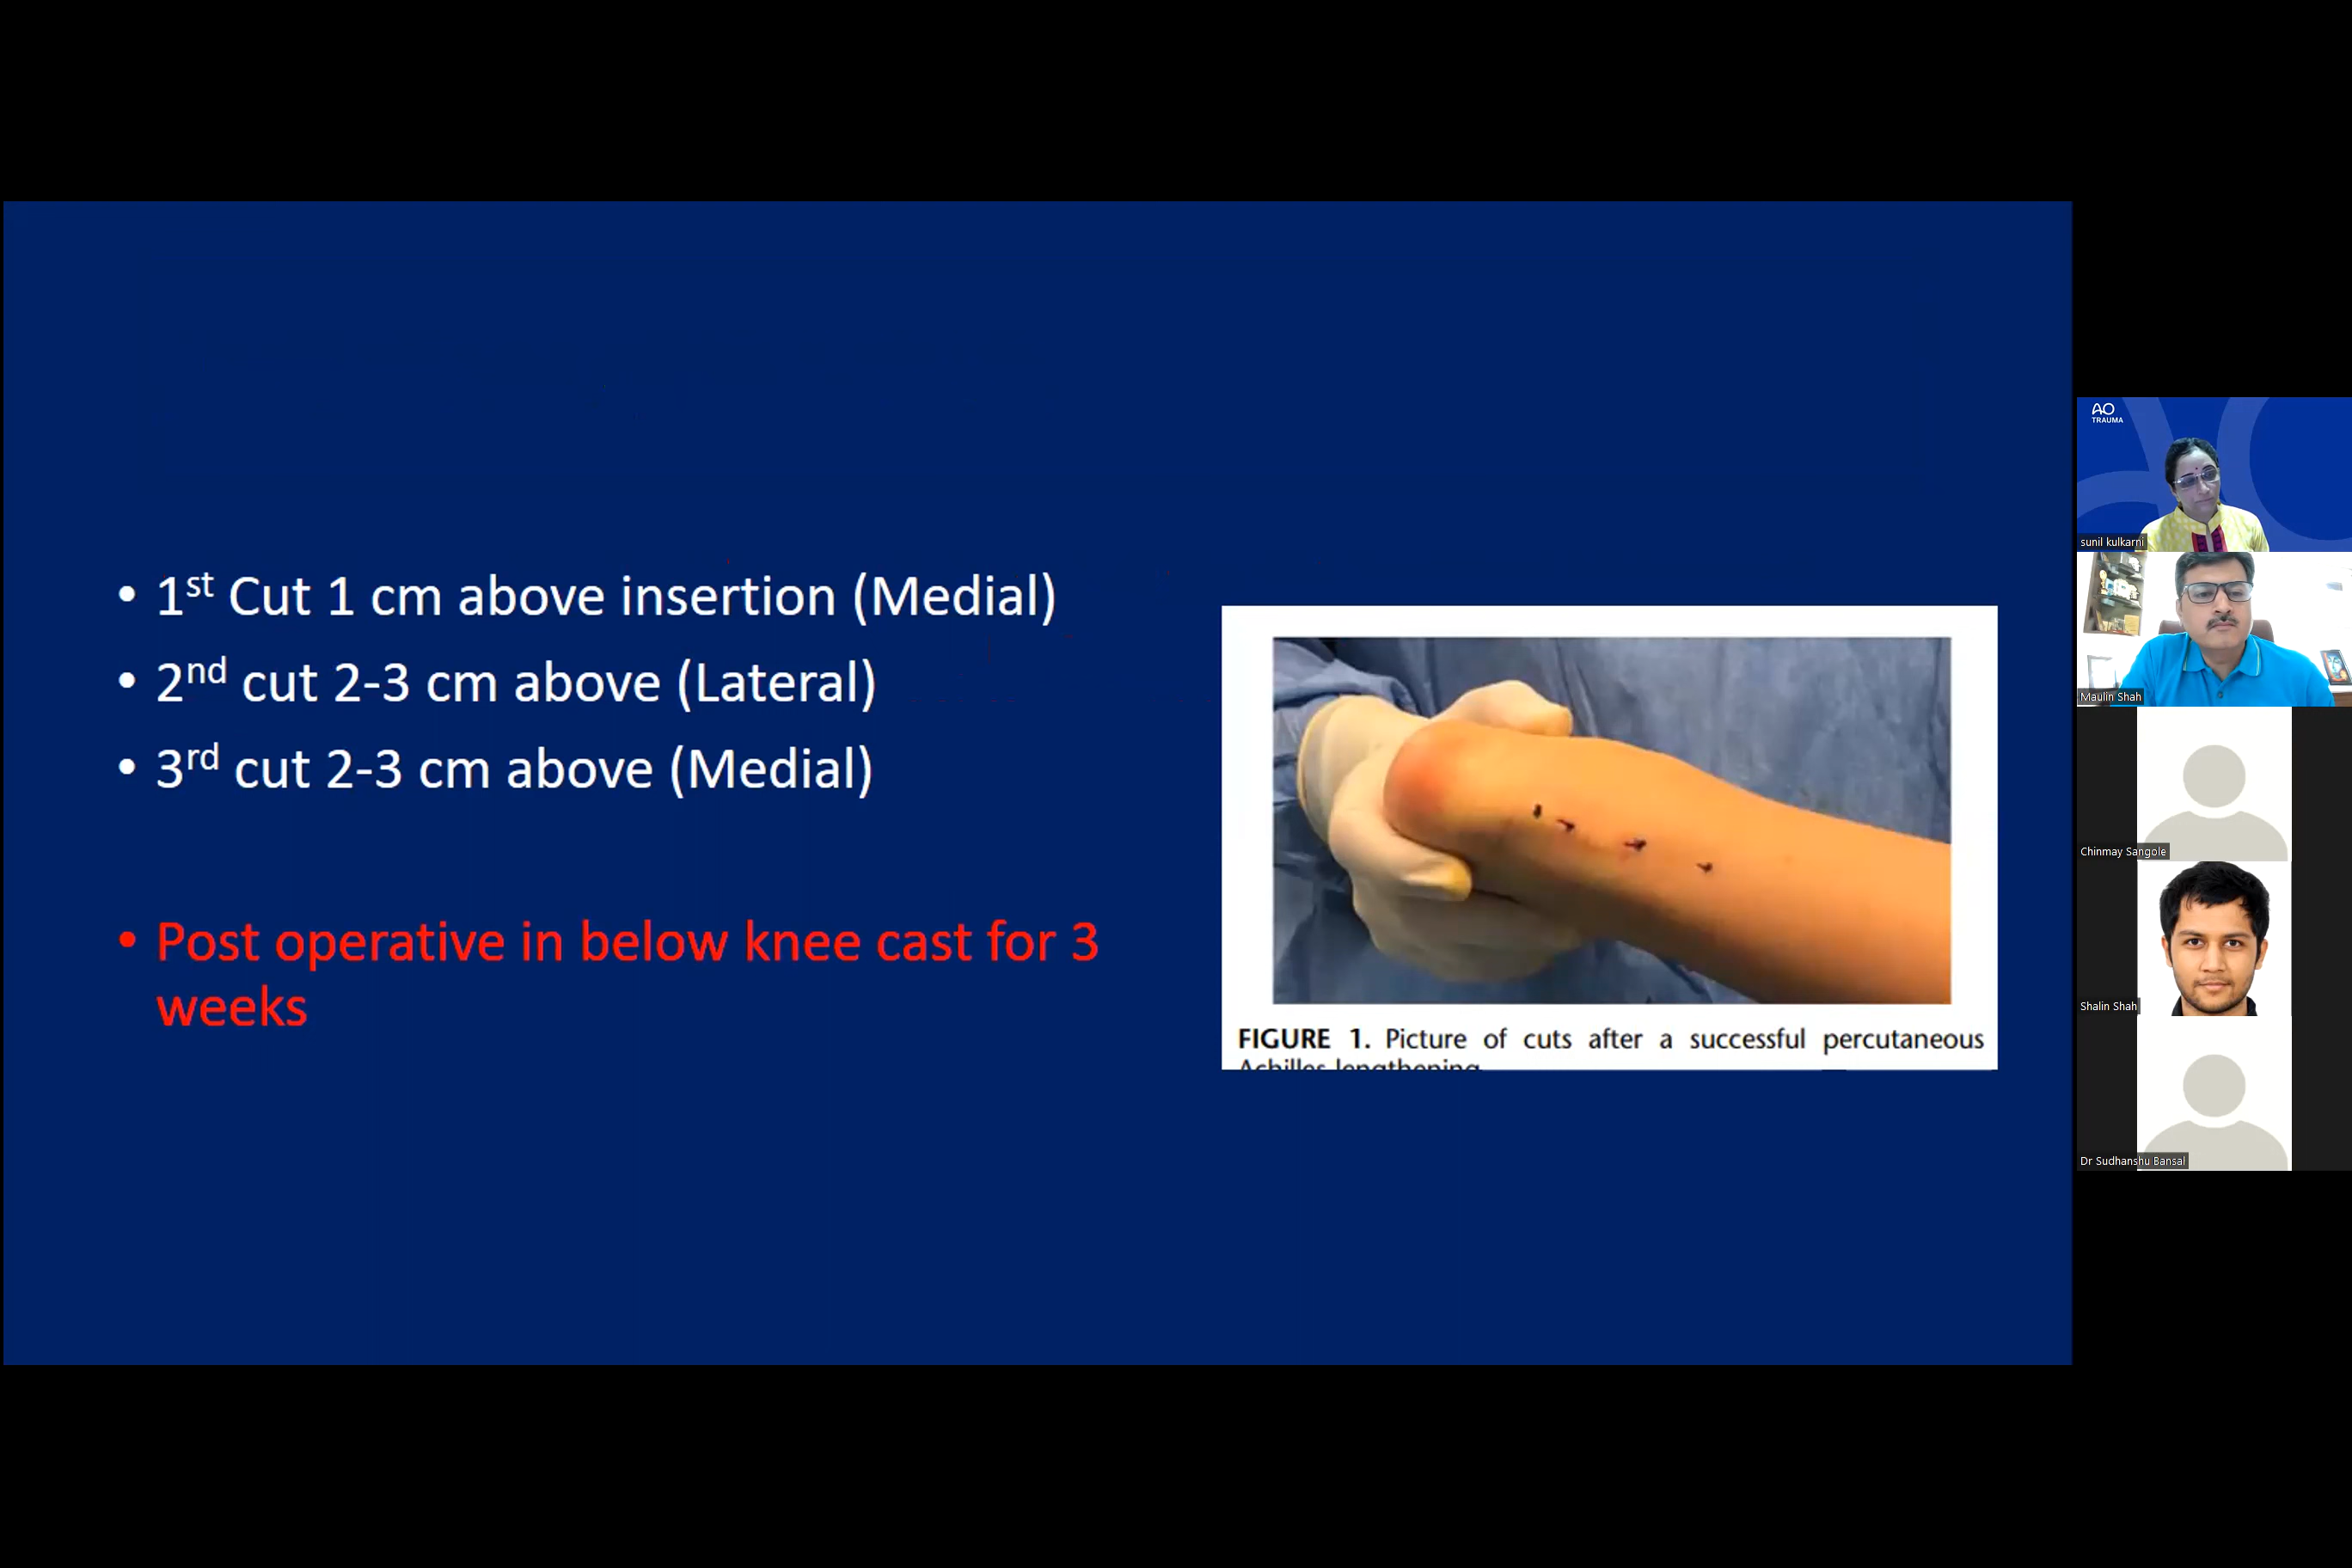 • 1st Cut 1 cm above insertion (Medial)
• 2nd cut 2-3 cm above (Lateral)
• 3rd cut 2-3 cm above (Medial)
• Post operative in below knee cast for 3
weeks
FIGURE 1. Picture of cuts after a successful percutaneous
Achilles lengthening
AO
TRAUMA
sunil kulkarni
Maulin Shah
Chinmay Sangole
Shalin Shah
Dr Sudhanshu Bansal